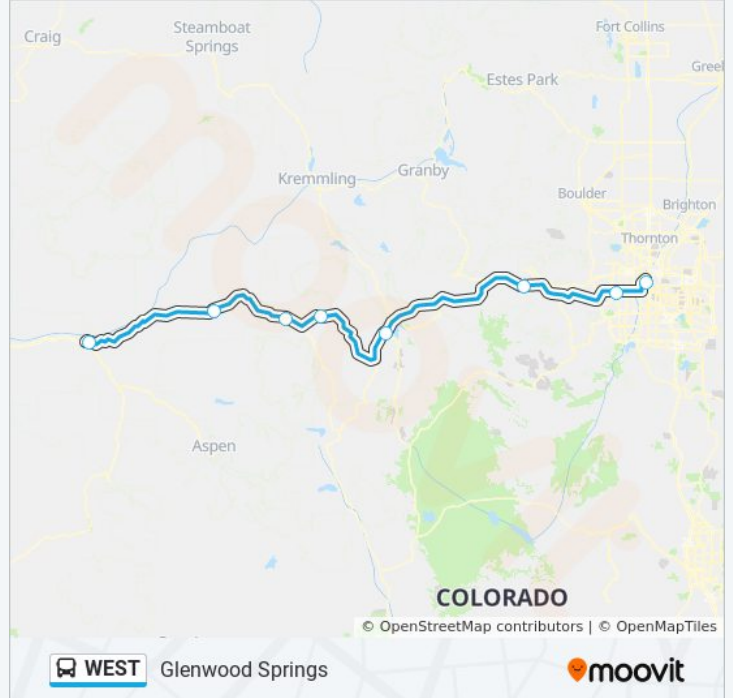 Craig
Steamboat
Springs
Fort Collins
Greel
Estes Park
Kremmling
Granby
Boulder
Brighton
Thornton
Aspen
COLORADO
© OpenStreetMap contributors | © OpenMapTiles
WEST Glenwood Springs
moovit